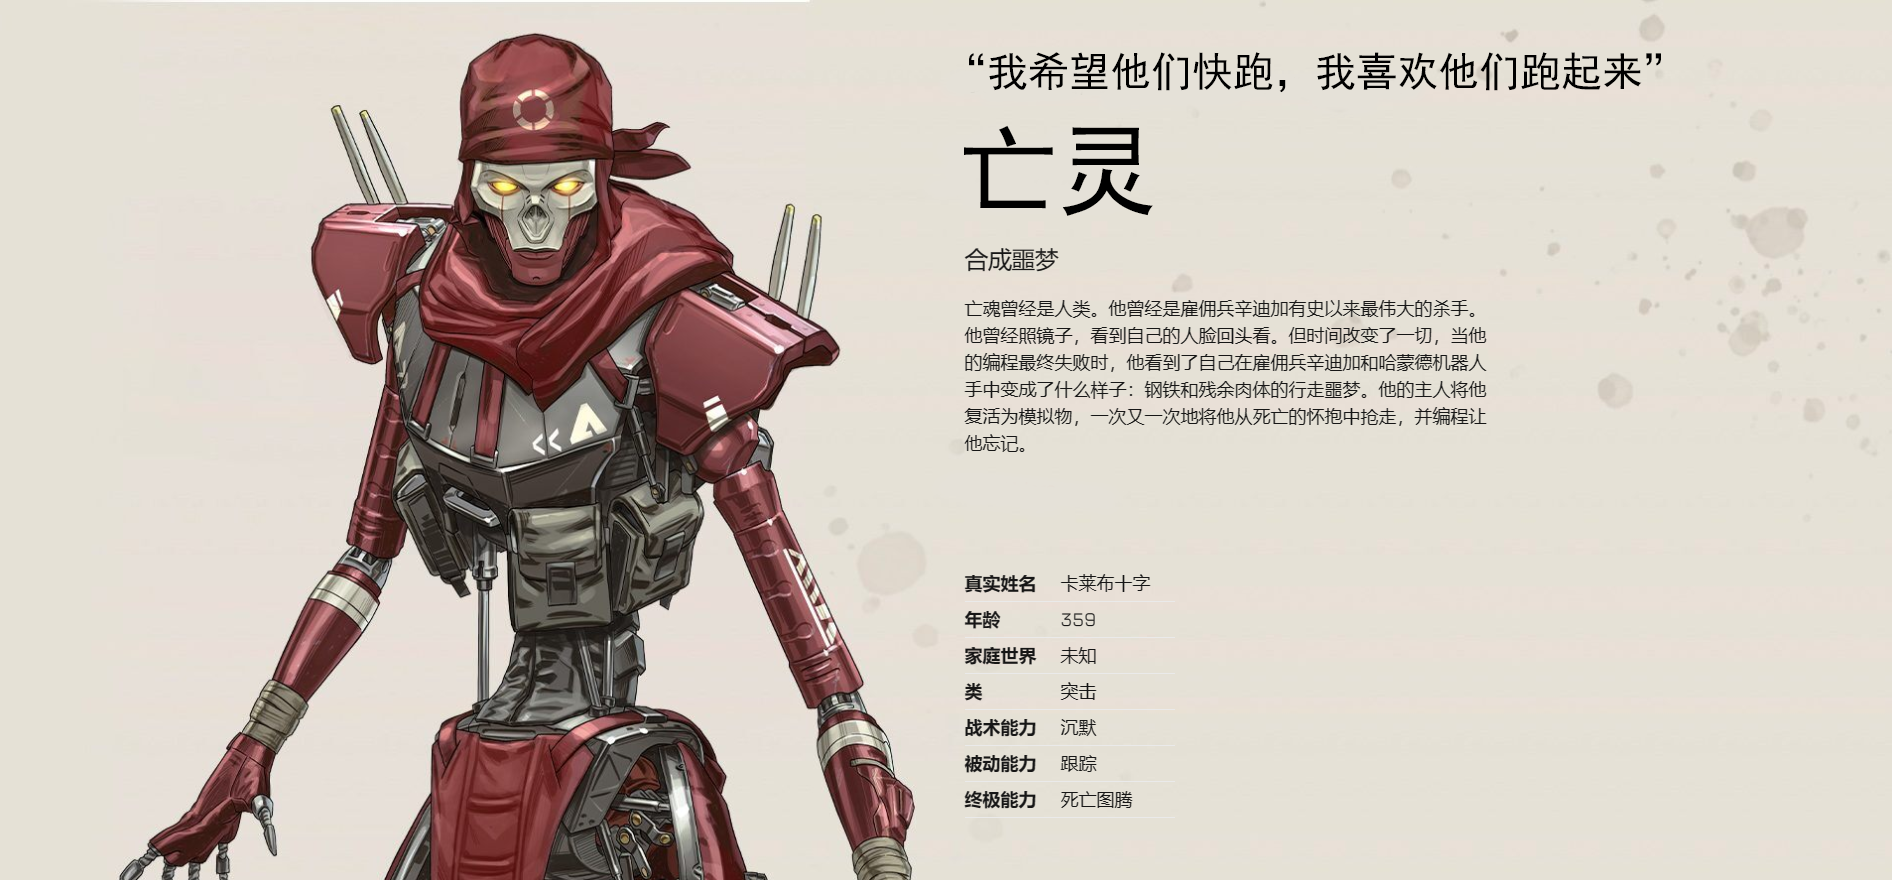 “我希望他们快跑，我喜欢他们跑起来”
亡灵
合成噩梦
亡魂曾经是人类。他曾经是雇佣兵辛迪加有史以来最伟大的杀手。
他曾经照镜子，看到自己的人脸回头看。但时间改变了一切，当他
的编程最终失败时，他看到了自己在雇佣兵辛迪加和哈蒙德机器人
手中变成了什么样子：钢铁和残余肉体的行走噩梦。他的主人将他
复活为模拟物，一次又一次地将他从死亡的怀抱中抢走，并编程让
他忘记。
真实姓名 卡莱布十字
年龄 359
家庭世界 未知
类 突击
战术能力 沉默
被动能力 跟踪
终极能力 死亡图腾